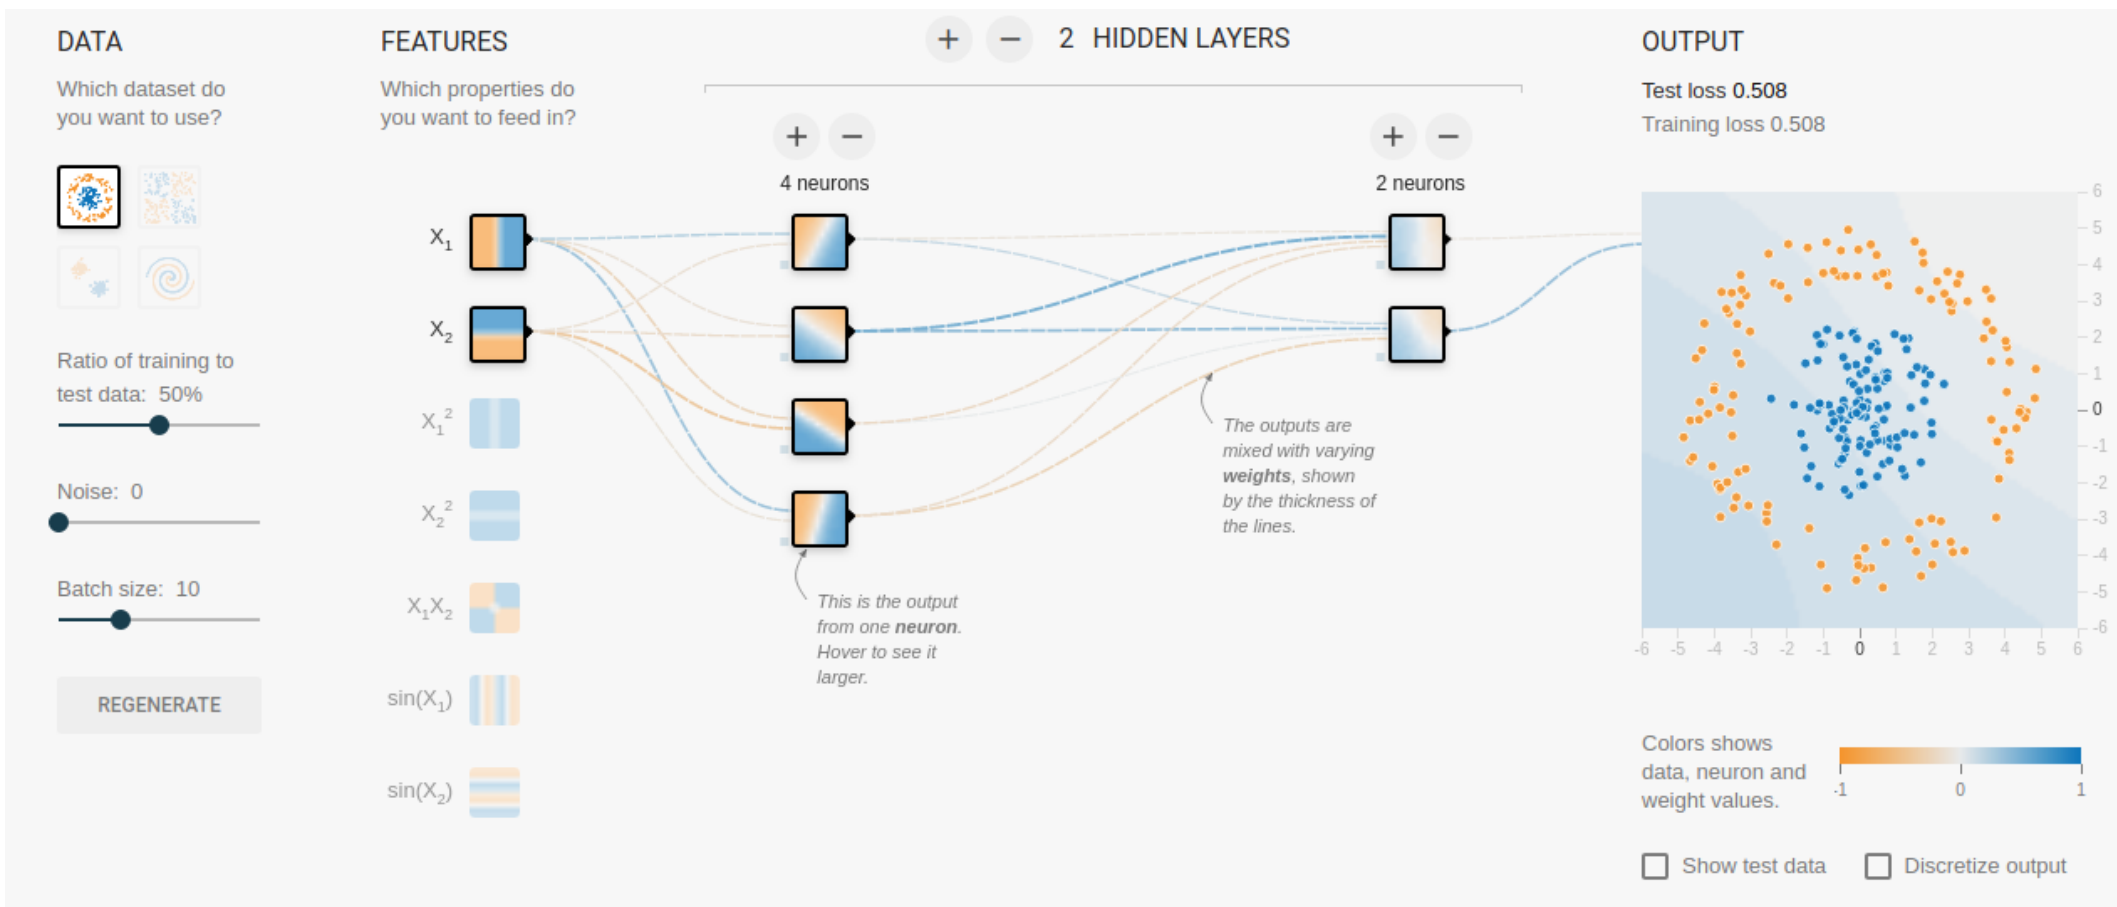 DATA
Which dataset do
you want to use?
Ratio of training to
test data: 50%
Noise: 0
Batch size: 10
REGENERATE
FEATURES
Which properties do
you want to feed in?
X1
X2
X1²
X2²
X1X2
sin(X1)
sin(X2)
+ − 2 HIDDEN LAYERS
+ −
4 neurons
+ −
2 neurons
The outputs are
mixed with varying
weights, shown
by the thickness of
the lines.
This is the output
from one neuron.
Hover to see it
larger.
OUTPUT
Test loss 0.508
Training loss 0.508
6
5
4
3
2
1
0
-1
-2
-3
-4
-5
-6
-6 -5 -4 -3 -2 -1 0 1 2 3 4 5 6
Colors shows
data, neuron and
weight values.
-1 0 1
Show test data
Discretize output